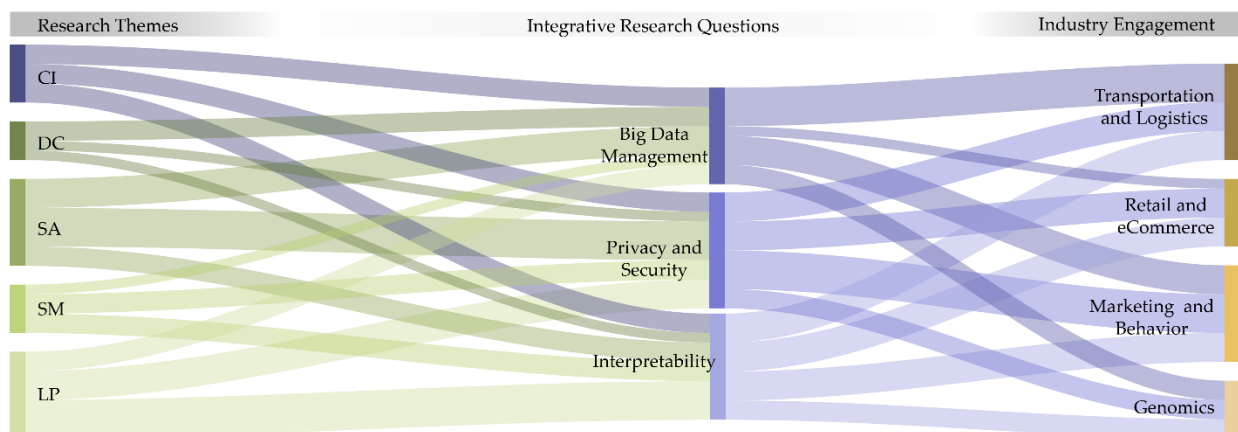 Research Themes
Integrative Research Questions
Industry Engagement
CI
DC
SA
SM
LP
Big Data
Management
Privacy and
Security
Interpretability
Transportation
and Logistics
Retail and
eCommerce
Marketing and
Behavior
Genomics